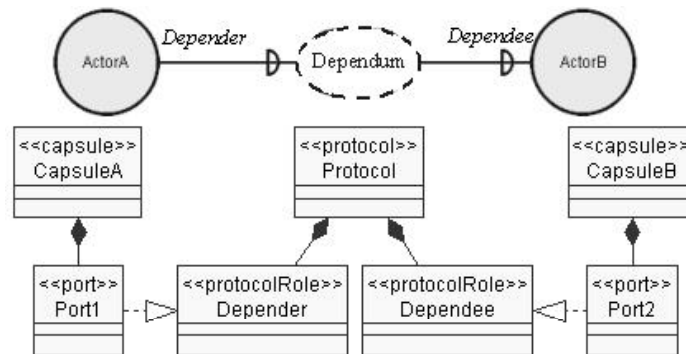 Depender
Dependee
ActorA
Dependum
ActorB
<<capsule>>
CapsuleA
<<protocol>>
Protocol
<<capsule>>
CapsuleB
<<port>>
Port1
<<protocolRole>>
Depender
<<protocolRole>>
Dependee
<<port>>
Port2